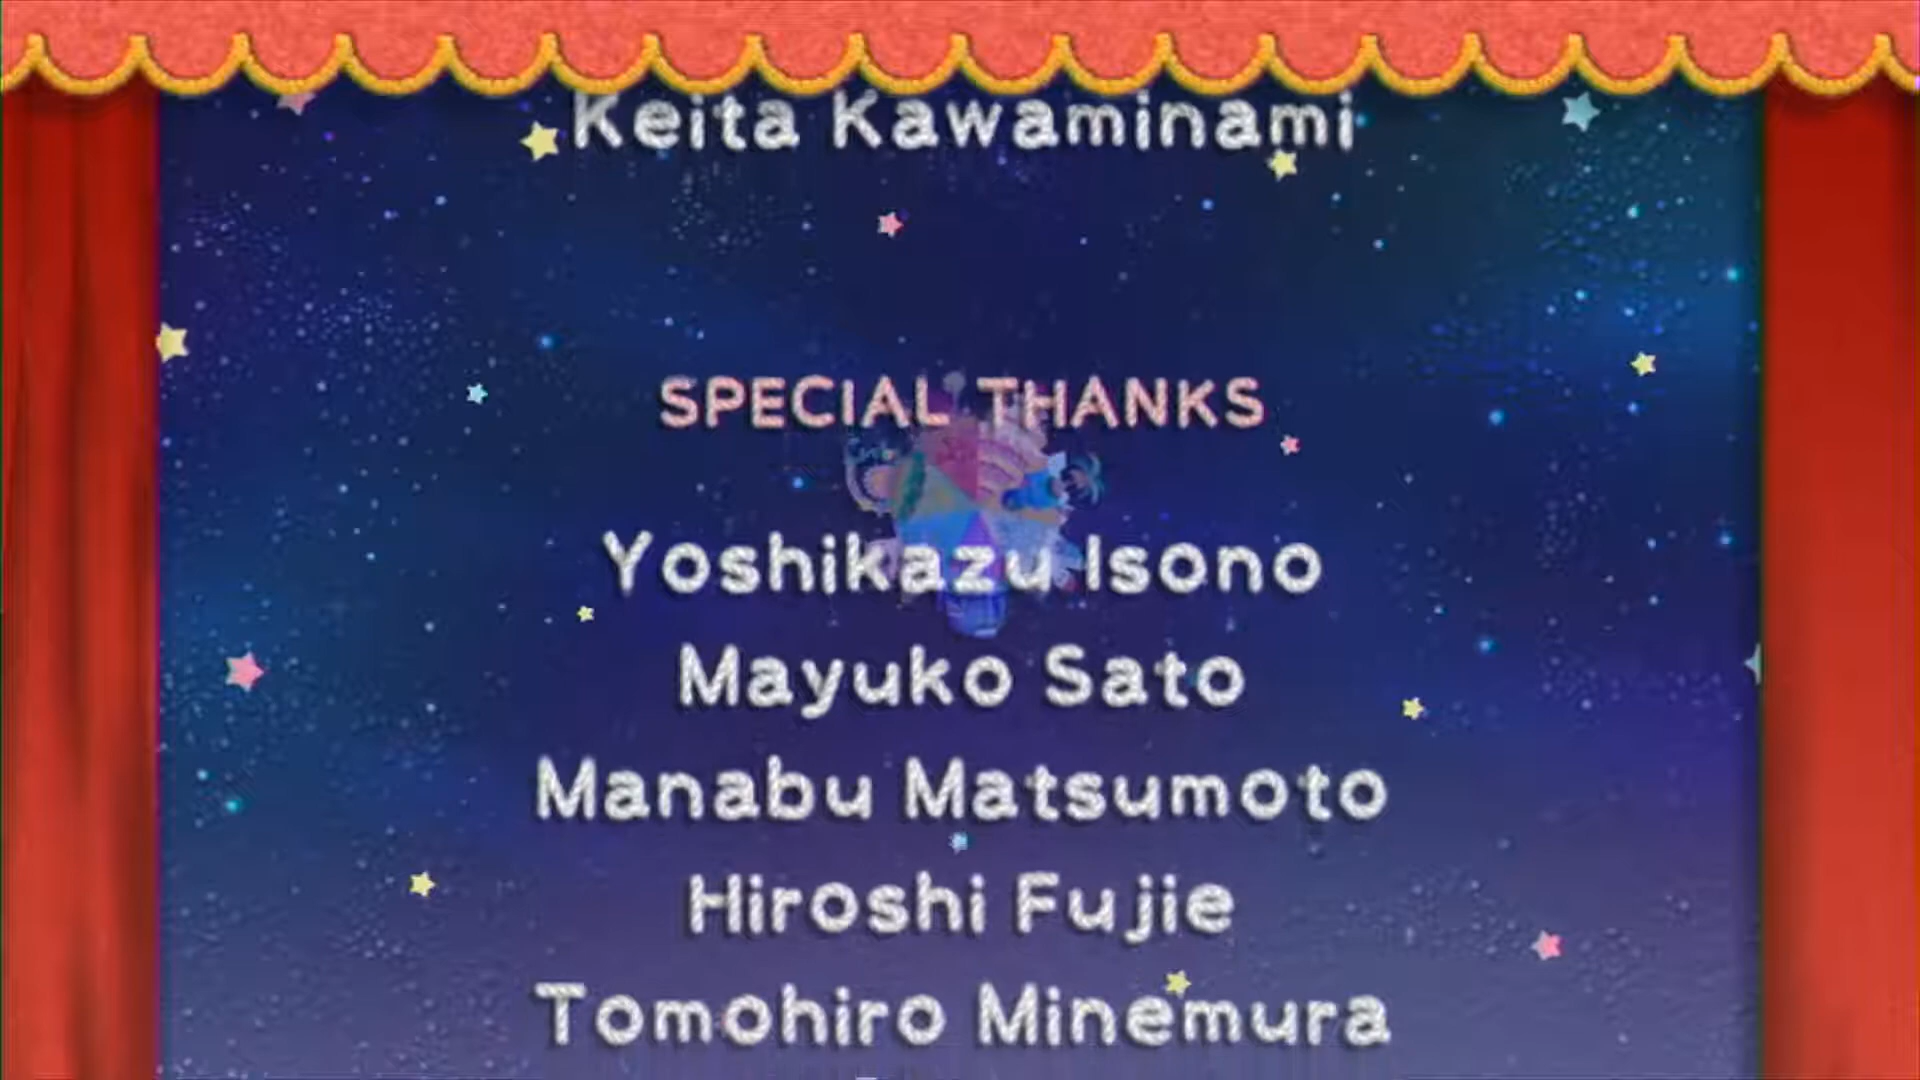 Keita Kawaminami
SPECIAL THANKS
Yoshikazu Isono
Mayuko Sato
Manabu Matsumoto
Hiroshi Fujie
Tomohiro Minemura